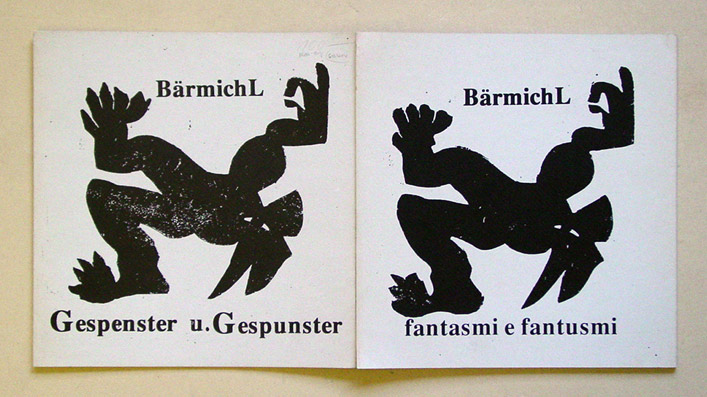 BärmichL
Gespenster u. Gespunster
BärmichL
fantasmi e fantusmi